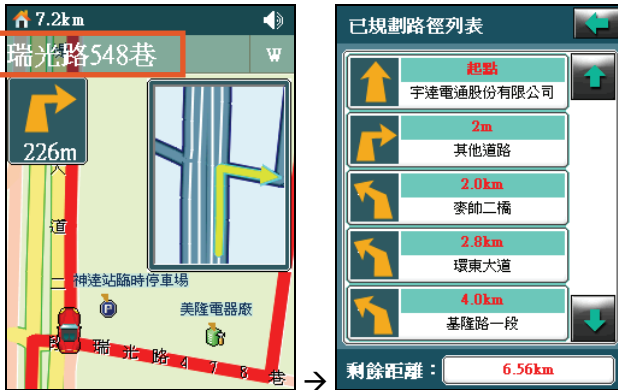 7.2km
瑞光路548巷
W
226m
道
二
神達站臨時停車場
P
美隆電器廠
段
瑞 光 路 4 7 8 巷
→
已規劃路徑列表
起點
宇達電通股份有限公司
2m
其他道路
2.0km
麥帥二橋
2.8km
環東大道
4.0km
基隆路一段
剩餘距離：
6.56km